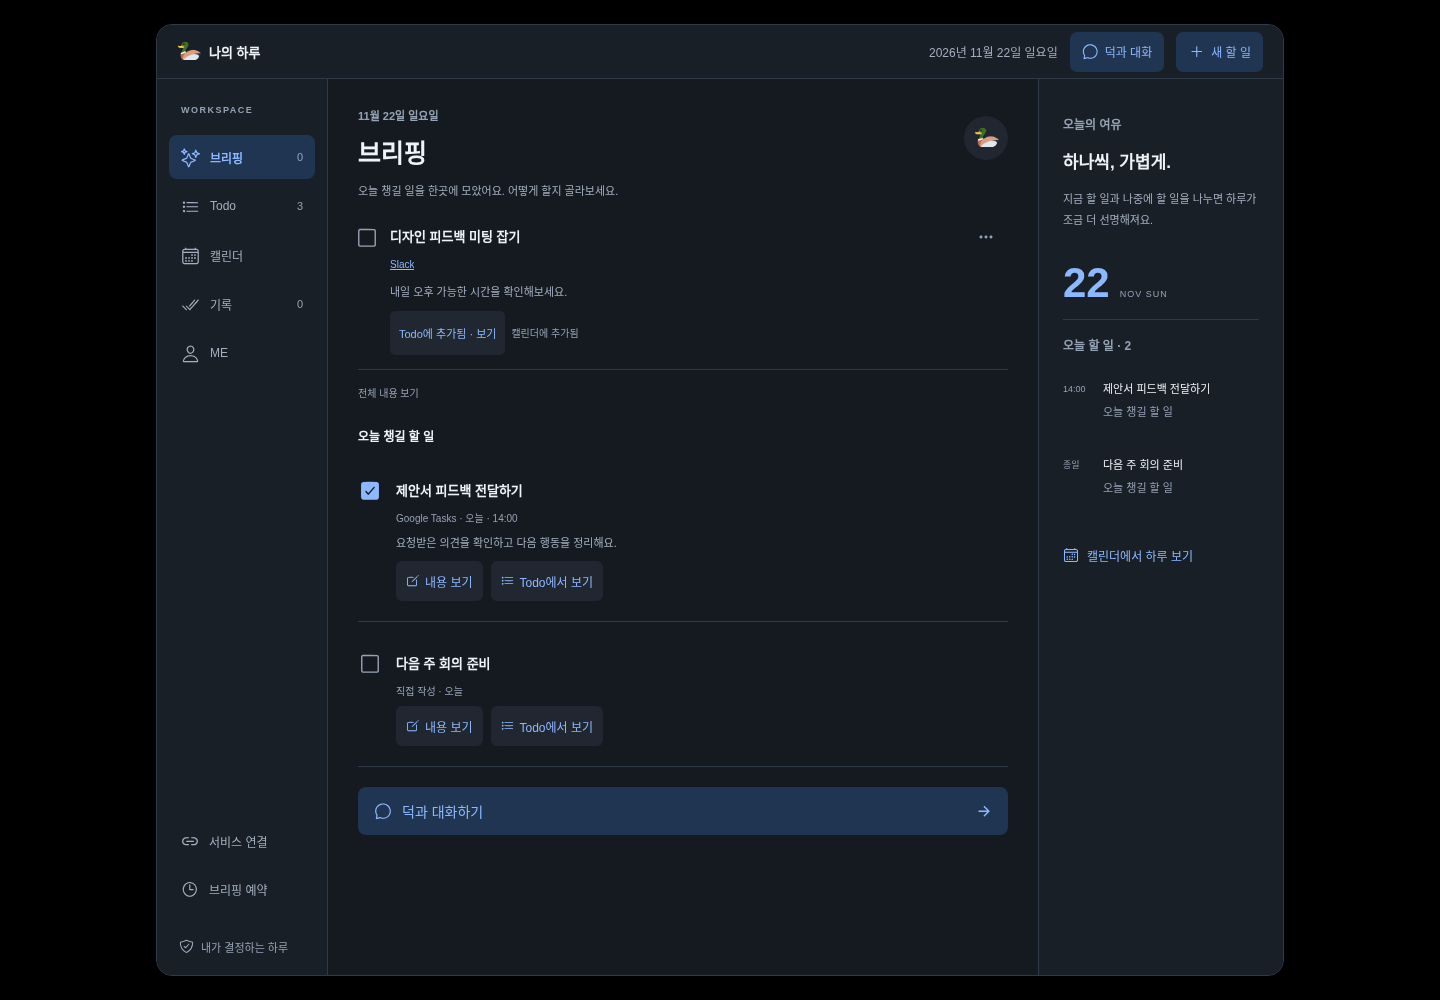 나의 하루
2026년 11월 22일 일요일
덕과 대화
새 할 일
WORKSPACE
브리핑 0
Todo 3
캘린더
기록 0
ME
서비스 연결
브리핑 예약
내가 결정하는 하루
11월 22일 일요일
브리핑
오늘 챙길 일을 한곳에 모았어요. 어떻게 할지 골라보세요.
디자인 피드백 미팅 잡기
Slack
내일 오후 가능한 시간을 확인해보세요.
Todo에 추가됨 · 보기 캘린더에 추가됨
전체 내용 보기
오늘 챙길 할 일
제안서 피드백 전달하기
Google Tasks · 오늘 · 14:00
요청받은 의견을 확인하고 다음 행동을 정리해요.
내용 보기 Todo에서 보기
다음 주 회의 준비
직접 작성 · 오늘
내용 보기 Todo에서 보기
덕과 대화하기
오늘의 여유
하나씩, 가볍게.
지금 할 일과 나중에 할 일을 나누면 하루가
조금 더 선명해져요.
22 NOV SUN
오늘 할 일 · 2
14:00 제안서 피드백 전달하기
오늘 챙길 할 일
종일 다음 주 회의 준비
오늘 챙길 할 일
캘린더에서 하루 보기